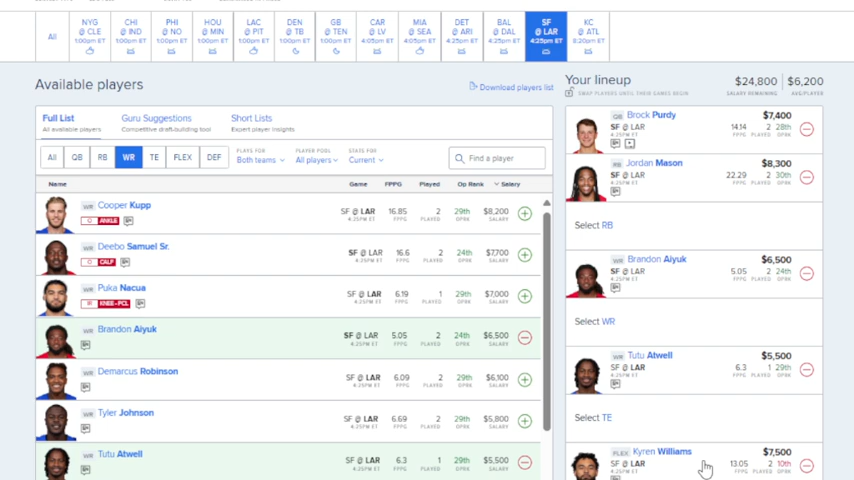 All
NYG @ CLE 1:00PM ET
CHI @ IND 1:00PM ET
PHI @ NO 1:00PM ET
HOU @ MIN 1:00PM ET
LAC @ PIT 1:00PM ET
DEN @ TB 1:00PM ET
GB @ TEN 1:00PM ET
CAR @ LV 4:05PM ET
MIA @ SEA 4:05PM ET
DET @ ARI 4:25PM ET
BAL @ DAL 4:25PM ET
SF @ LAR 4:25PM ET
KC @ ATL 8:20PM ET
Available players
Download players list
Full List
All available players
Guru Suggestions
Competitive draft-building tool
Short Lists
Expert player insights
All QB RB WR TE FLEX DEF
PLAYS FOR
Both teams
PLAYER POOL
All players
STATS FOR
Current
Find a player
Name Game FPPG Played Op Rank Salary
WR Cooper Kupp SF @ LAR 16.85 2 29th $8,200
O ANKLE 4:25PM ET FPPG PLAYED OPRK SALARY
WR Deebo Samuel Sr. SF @ LAR 16.6 2 24th $7,700
O CALF 4:25PM ET FPPG PLAYED OPRK SALARY
WR Puka Nacua SF @ LAR 6.19 1 29th $7,000
IR KNEE - PCL 4:25PM ET FPPG PLAYED OPRK SALARY
WR Brandon Aiyuk SF @ LAR 5.05 2 24th $6,500
4:25PM ET FPPG PLAYED OPRK SALARY
WR Demarcus Robinson SF @ LAR 6.09 2 29th $6,100
4:25PM ET FPPG PLAYED OPRK SALARY
WR Tyler Johnson SF @ LAR 6.69 2 29th $5,800
4:25PM ET FPPG PLAYED OPRK SALARY
WR Tutu Atwell SF @ LAR 6.3 1 29th $5,500
4:25PM ET FPPG PLAYED OPRK SALARY
Your lineup
SWAP PLAYERS UNTIL THEIR GAMES BEGIN
$24,800
SALARY REMAINING
$6,200
AVG/PLAYER
QB Brock Purdy $7,400
SF @ LAR 14.14 2 28th
4:25PM ET FPPG PLAYED OPRK
RB Jordan Mason $8,300
SF @ LAR 22.29 2 30th
4:25PM ET FPPG PLAYED OPRK
Select RB
WR Brandon Aiyuk $6,500
SF @ LAR 5.05 2 24th
4:25PM ET FPPG PLAYED OPRK
Select WR
WR Tutu Atwell $5,500
SF @ LAR 6.3 1 29th
4:25PM ET FPPG PLAYED OPRK
Select TE
FLEX Kyren Williams $7,500
SF @ LAR 13.05 2 10th
4:25PM ET FPPG PLAYED OPRK